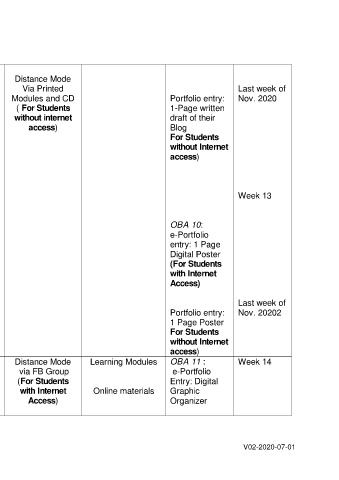 Distance Mode
Via Printed
Modules and CD
( For Students
without internet
access)
Portfolio entry:
1-Page written
draft of their
Blog
For Students
without Internet
access)
Last week of
Nov. 2020
Week 13
OBA 10:
e-Portfolio
entry: 1 Page
Digital Poster
(For Students
with Internet
Access)
Portfolio entry:
1 Page Poster
For Students
without Internet
access)
Last week of
Nov. 20202
Distance Mode
via FB Group
(For Students
with Internet
Access)
Learning Modules
Online materials
OBA 11 :
e-Portfolio
Entry: Digital
Graphic
Organizer
Week 14
V02-2020-07-01